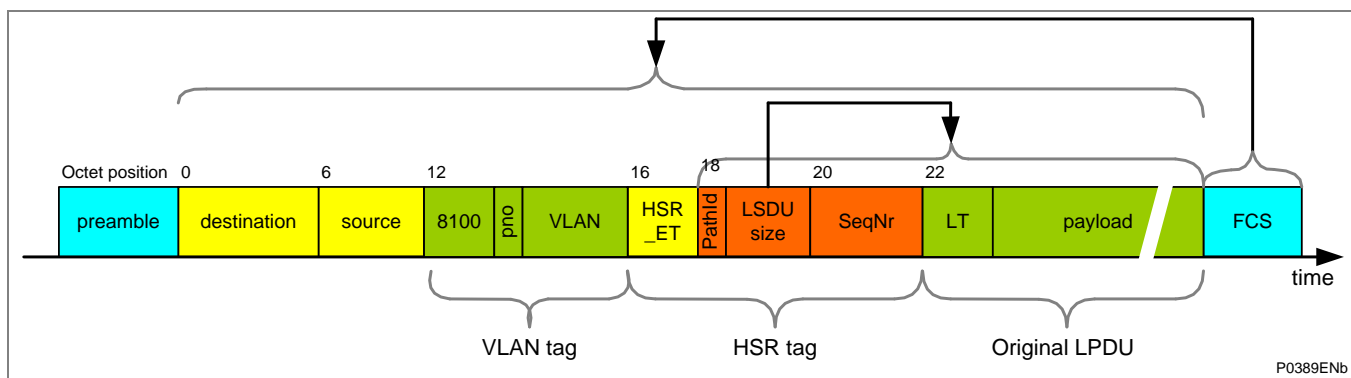 Octet position 0 6 12 16 18 20 22
preamble destination source 8100 pno VLAN HSR PathId LSDU SeqNr LT payload FCS
_ET size
time
VLAN tag HSR tag Original LPDU
P0389ENb